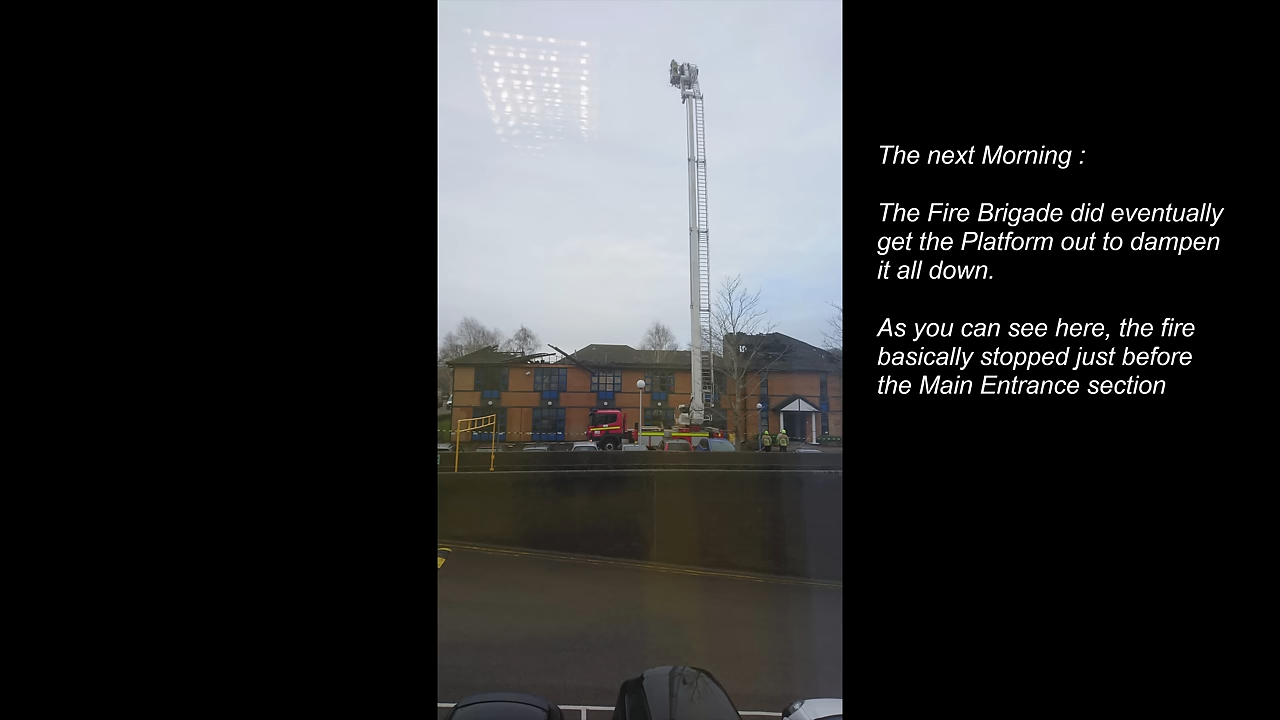 The next Morning :
The Fire Brigade did eventually
get the Platform out to dampen
it all down.
As you can see here, the fire
basically stopped just before
the Main Entrance section